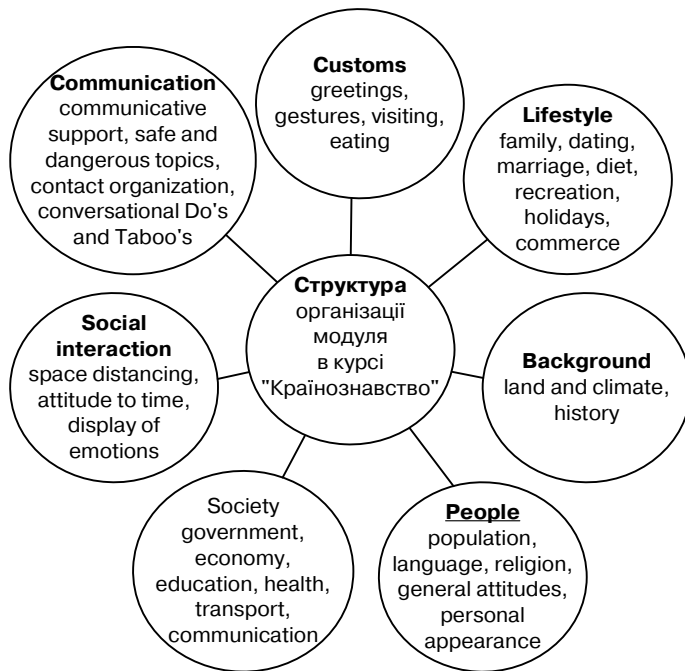 Communication
communicative
support, safe and
dangerous topics,
contact organization,
conversational Do's
and Taboo's
Customs
greetings,
gestures, visiting,
eating
Lifestyle
family, dating,
marriage, diet,
recreation,
holidays,
commerce
Структура
організації
модуля
в курсі
"Країнознавство"
Social
interaction
space distancing,
attitude to time,
display of
emotions
Background
land and climate,
history
Society
government,
economy,
education, health,
transport,
communication
People
population,
language, religion,
general attitudes,
personal
appearance